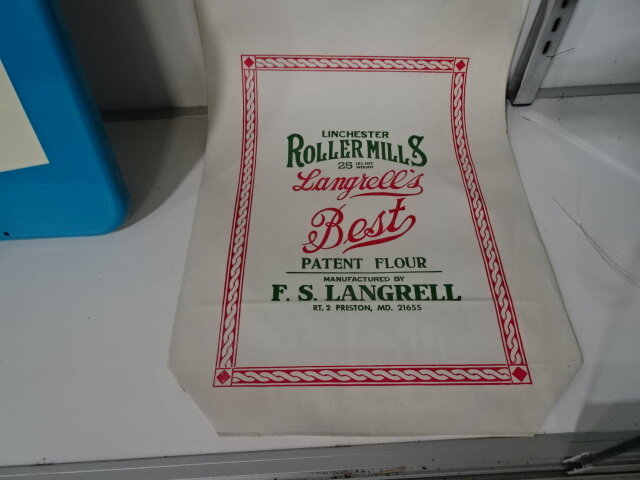 LINCHESTER
ROLLER MILLS
25 LBS. NET WEIGHT
Langrell's
Best
PATENT FLOUR
MANUFACTURED BY
F. S. LANGRELL
RT. 2 PRESTON, MD. 21655